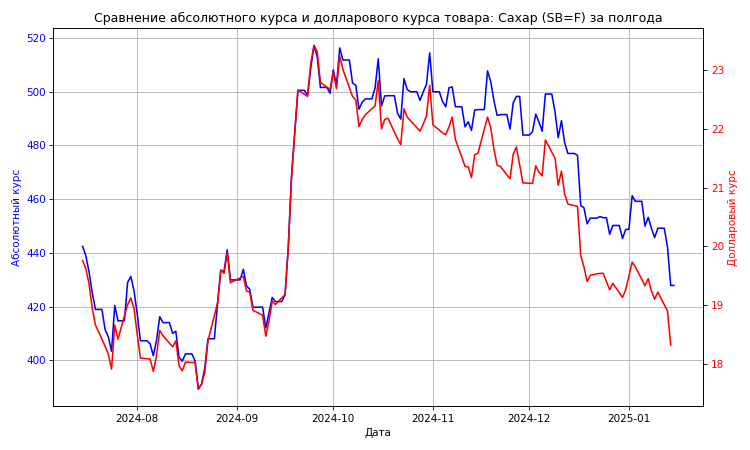 Сравнение абсолютного курса и долларового курса товара: Сахар (SB=F) за полгода
520
500
480
460
440
420
400
Абсолютный курс
23
22
21
20
19
18
Долларовый курс
2024-08 2024-09 2024-10 2024-11 2024-12 2025-01
Дата